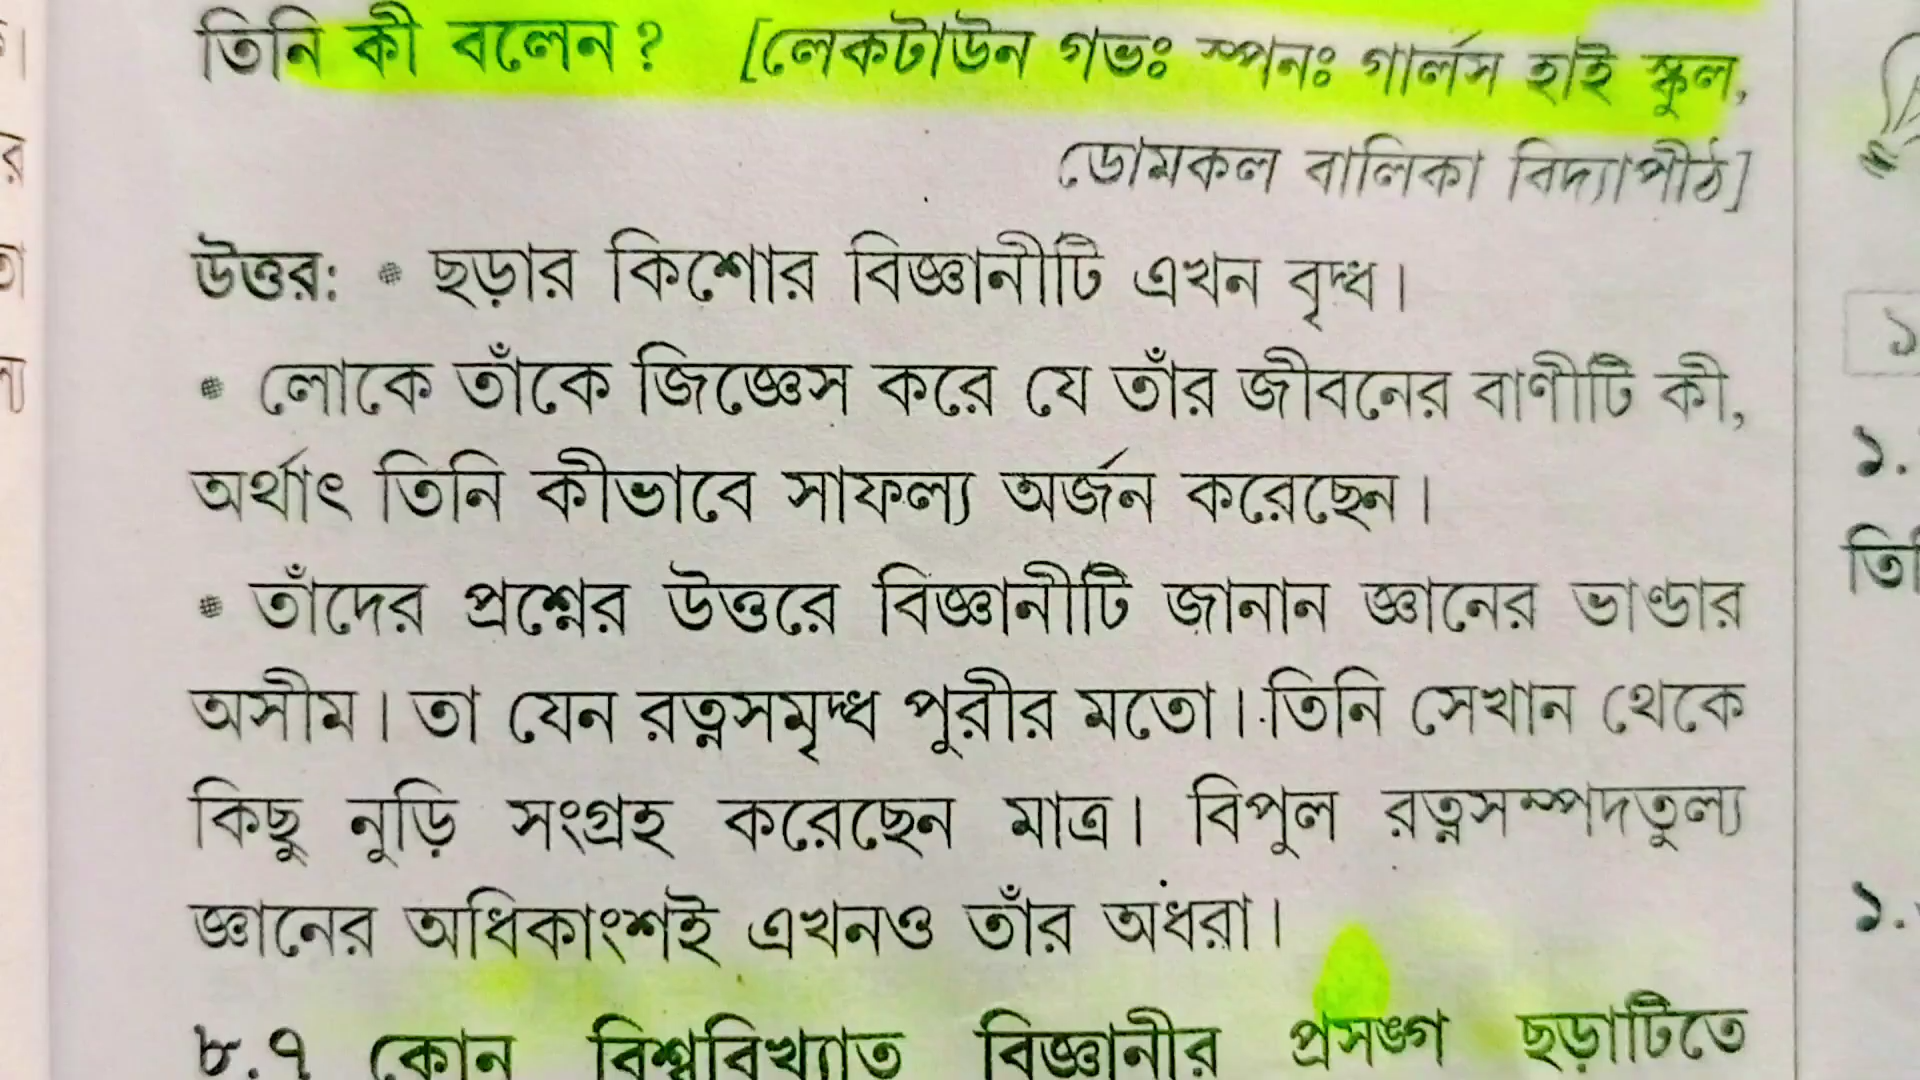 তিনি কী বলেন? [লেকটাউন গভঃ স্পনঃ গার্লস হাই স্কুল,
ডোমকল বালিকা বিদ্যাপীঠ]
উত্তর: • ছড়ার কিশোর বিজ্ঞানীটি এখন বৃদ্ধ।
• লোকে তাঁকে জিজ্ঞেস করে যে তাঁর জীবনের বাণীটি কী,
অর্থাৎ তিনি কীভাবে সাফল্য অর্জন করেছেন।
• তাঁদের প্রশ্নের উত্তরে বিজ্ঞানীটি জানান জ্ঞানের ভাণ্ডার
অসীম। তা যেন রত্নসমৃদ্ধ পুরীর মতো। তিনি সেখান থেকে
কিছু নুড়ি সংগ্রহ করেছেন মাত্র। বিপুল রত্নসম্পদতুল্য
জ্ঞানের অধিকাংশই এখনও তাঁর অধরা।
৮.৭ কোন বিশ্ববিখ্যাত বিজ্ঞানীর প্রসঙ্গ ছড়াটিতে
১.
তি
১.